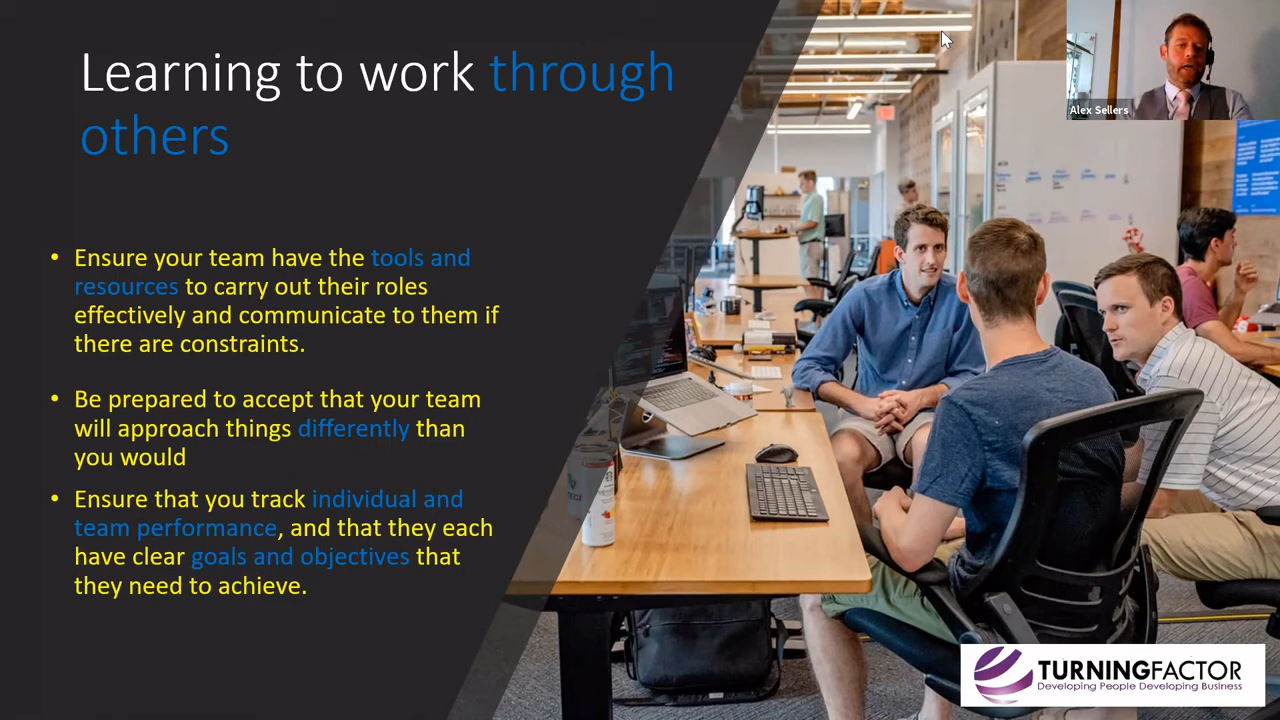 Learning to work through
others
Alex Sellers
• Ensure your team have the tools and
resources to carry out their roles
effectively and communicate to them if
there are constraints.
• Be prepared to accept that your team
will approach things differently than
you would
• Ensure that you track individual and
team performance, and that they each
have clear goals and objectives that
they need to achieve.
TURNINGFACTOR
Developing People Developing Business